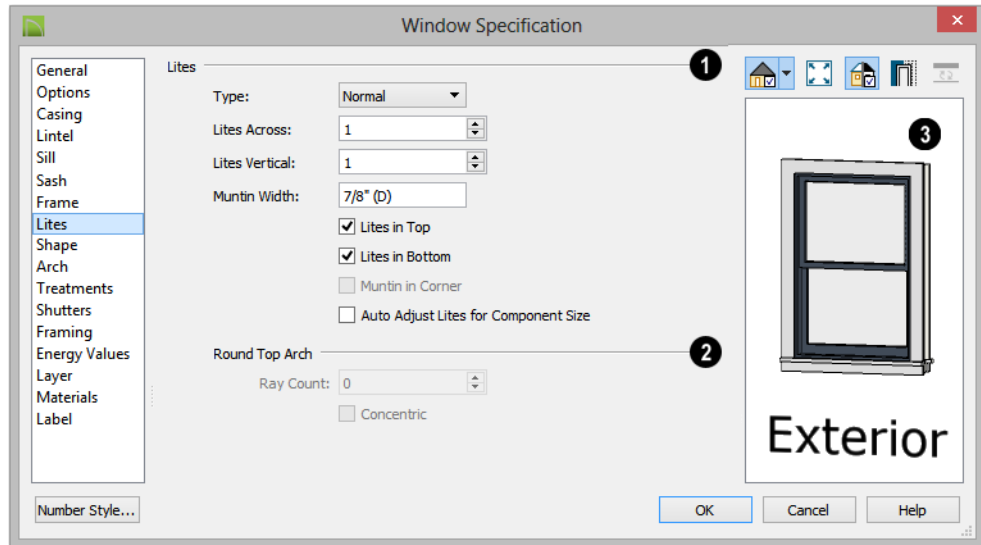 Window Specification
General
Options
Casing
Lintel
Sill
Sash
Frame
Lites
Shape
Arch
Treatments
Shutters
Framing
Energy Values
Layer
Materials
Label
Number Style...
Lites
1
Type:
Normal
Lites Across:
1
Lites Vertical:
1
Muntin Width:
7/8" (D)
Lites in Top
Lites in Bottom
Muntin in Corner
Auto Adjust Lites for Component Size
Round Top Arch
2
Ray Count:
0
Concentric
3
Exterior
OK
Cancel
Help